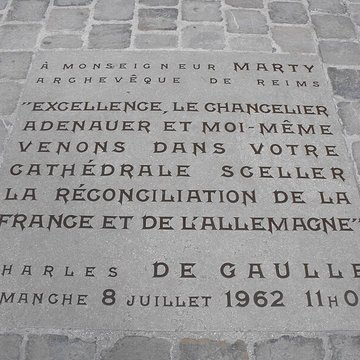 À MONSEIGNEUR MARTY
ARCHEVÊQUE DE REIMS
"EXCELLENCE, LE CHANCELIER
ADENAUER ET MOI-MÊME
VENONS DANS VOTRE
CATHÉDRALE SCELLER
LA RÉCONCILIATION DE LA
FRANCE ET DE L'ALLEMAGNE"
HARLES DE GAULLE
MANCHE 8 JUILLET 1962 11H0